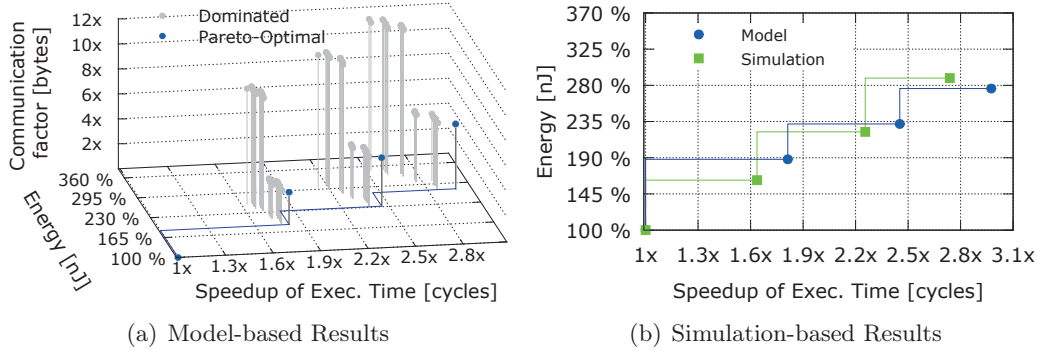 12x
10x
8x
6x
4x
2x
Communication
factor [bytes]
Dominated
Pareto-Optimal
360 %
295 %
230 %
165 %
100 %
Energy [nJ]
1x 1.3x 1.6x 1.9x 2.2x 2.5x 2.8x
Speedup of Exec. Time [cycles]
(a) Model-based Results
370 %
325 %
280 %
235 %
190 %
145 %
100 %
Energy [nJ]
Model
Simulation
1x 1.3x 1.6x 1.9x 2.2x 2.5x 2.8x 3.1x
Speedup of Exec. Time [cycles]
(b) Simulation-based Results